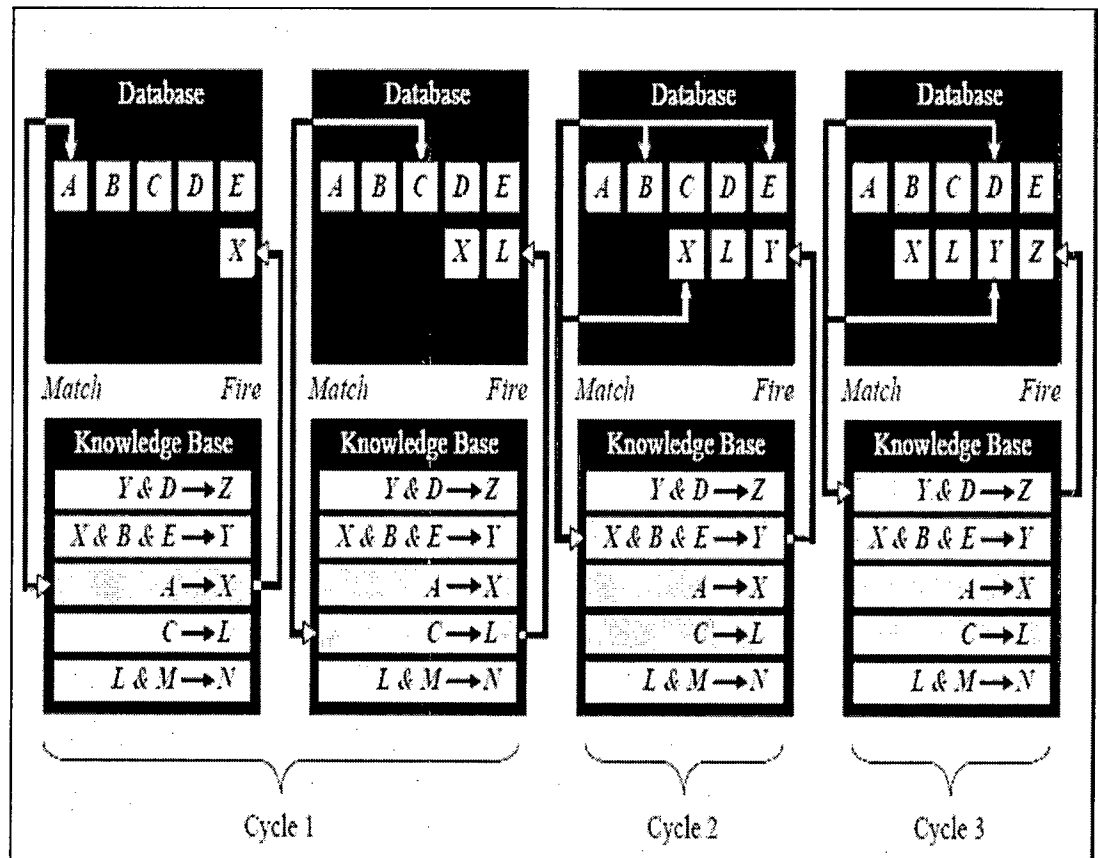 Database Database Database Database
A B C D E A B C D E A B C D E A B C D E
X X L X L Y X L Y Z
Match Fire Match Fire Match Fire Match Fire
Knowledge Base Knowledge Base Knowledge Base Knowledge Base
Y & D → Z Y & D → Z Y & D → Z Y & D → Z
X & B & E → Y X & B & E → Y X & B & E → Y X & B & E → Y
A → X A → X A → X A → X
C → L C → L C → L C → L
L & M → N L & M → N L & M → N L & M → N
Cycle 1 Cycle 2 Cycle 3